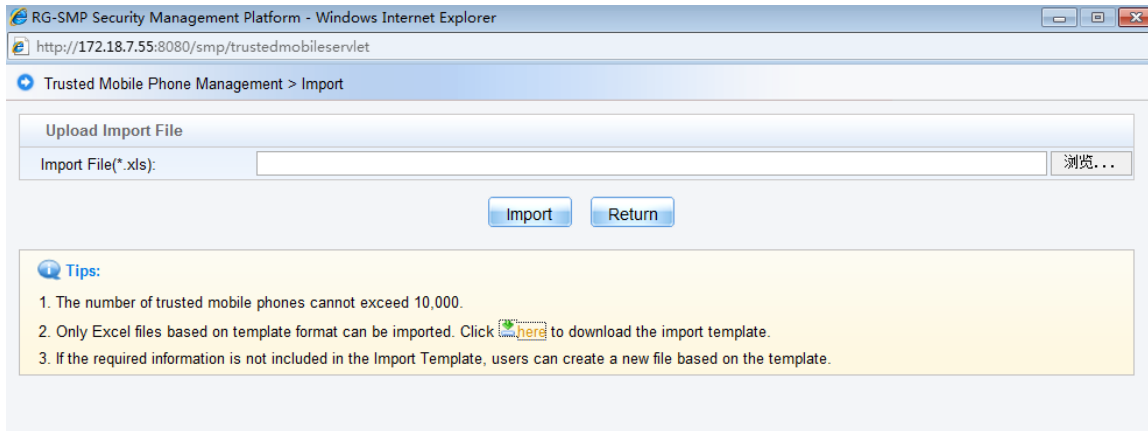 RG-SMP Security Management Platform - Windows Internet Explorer
http://172.18.7.55:8080/smp/trustedmobileservlet
Trusted Mobile Phone Management > Import
Upload Import File
Import File(*.xls): 浏览...
Import Return
Tips:
1. The number of trusted mobile phones cannot exceed 10,000.
2. Only Excel files based on template format can be imported. Click here to download the import template.
3. If the required information is not included in the Import Template, users can create a new file based on the template.